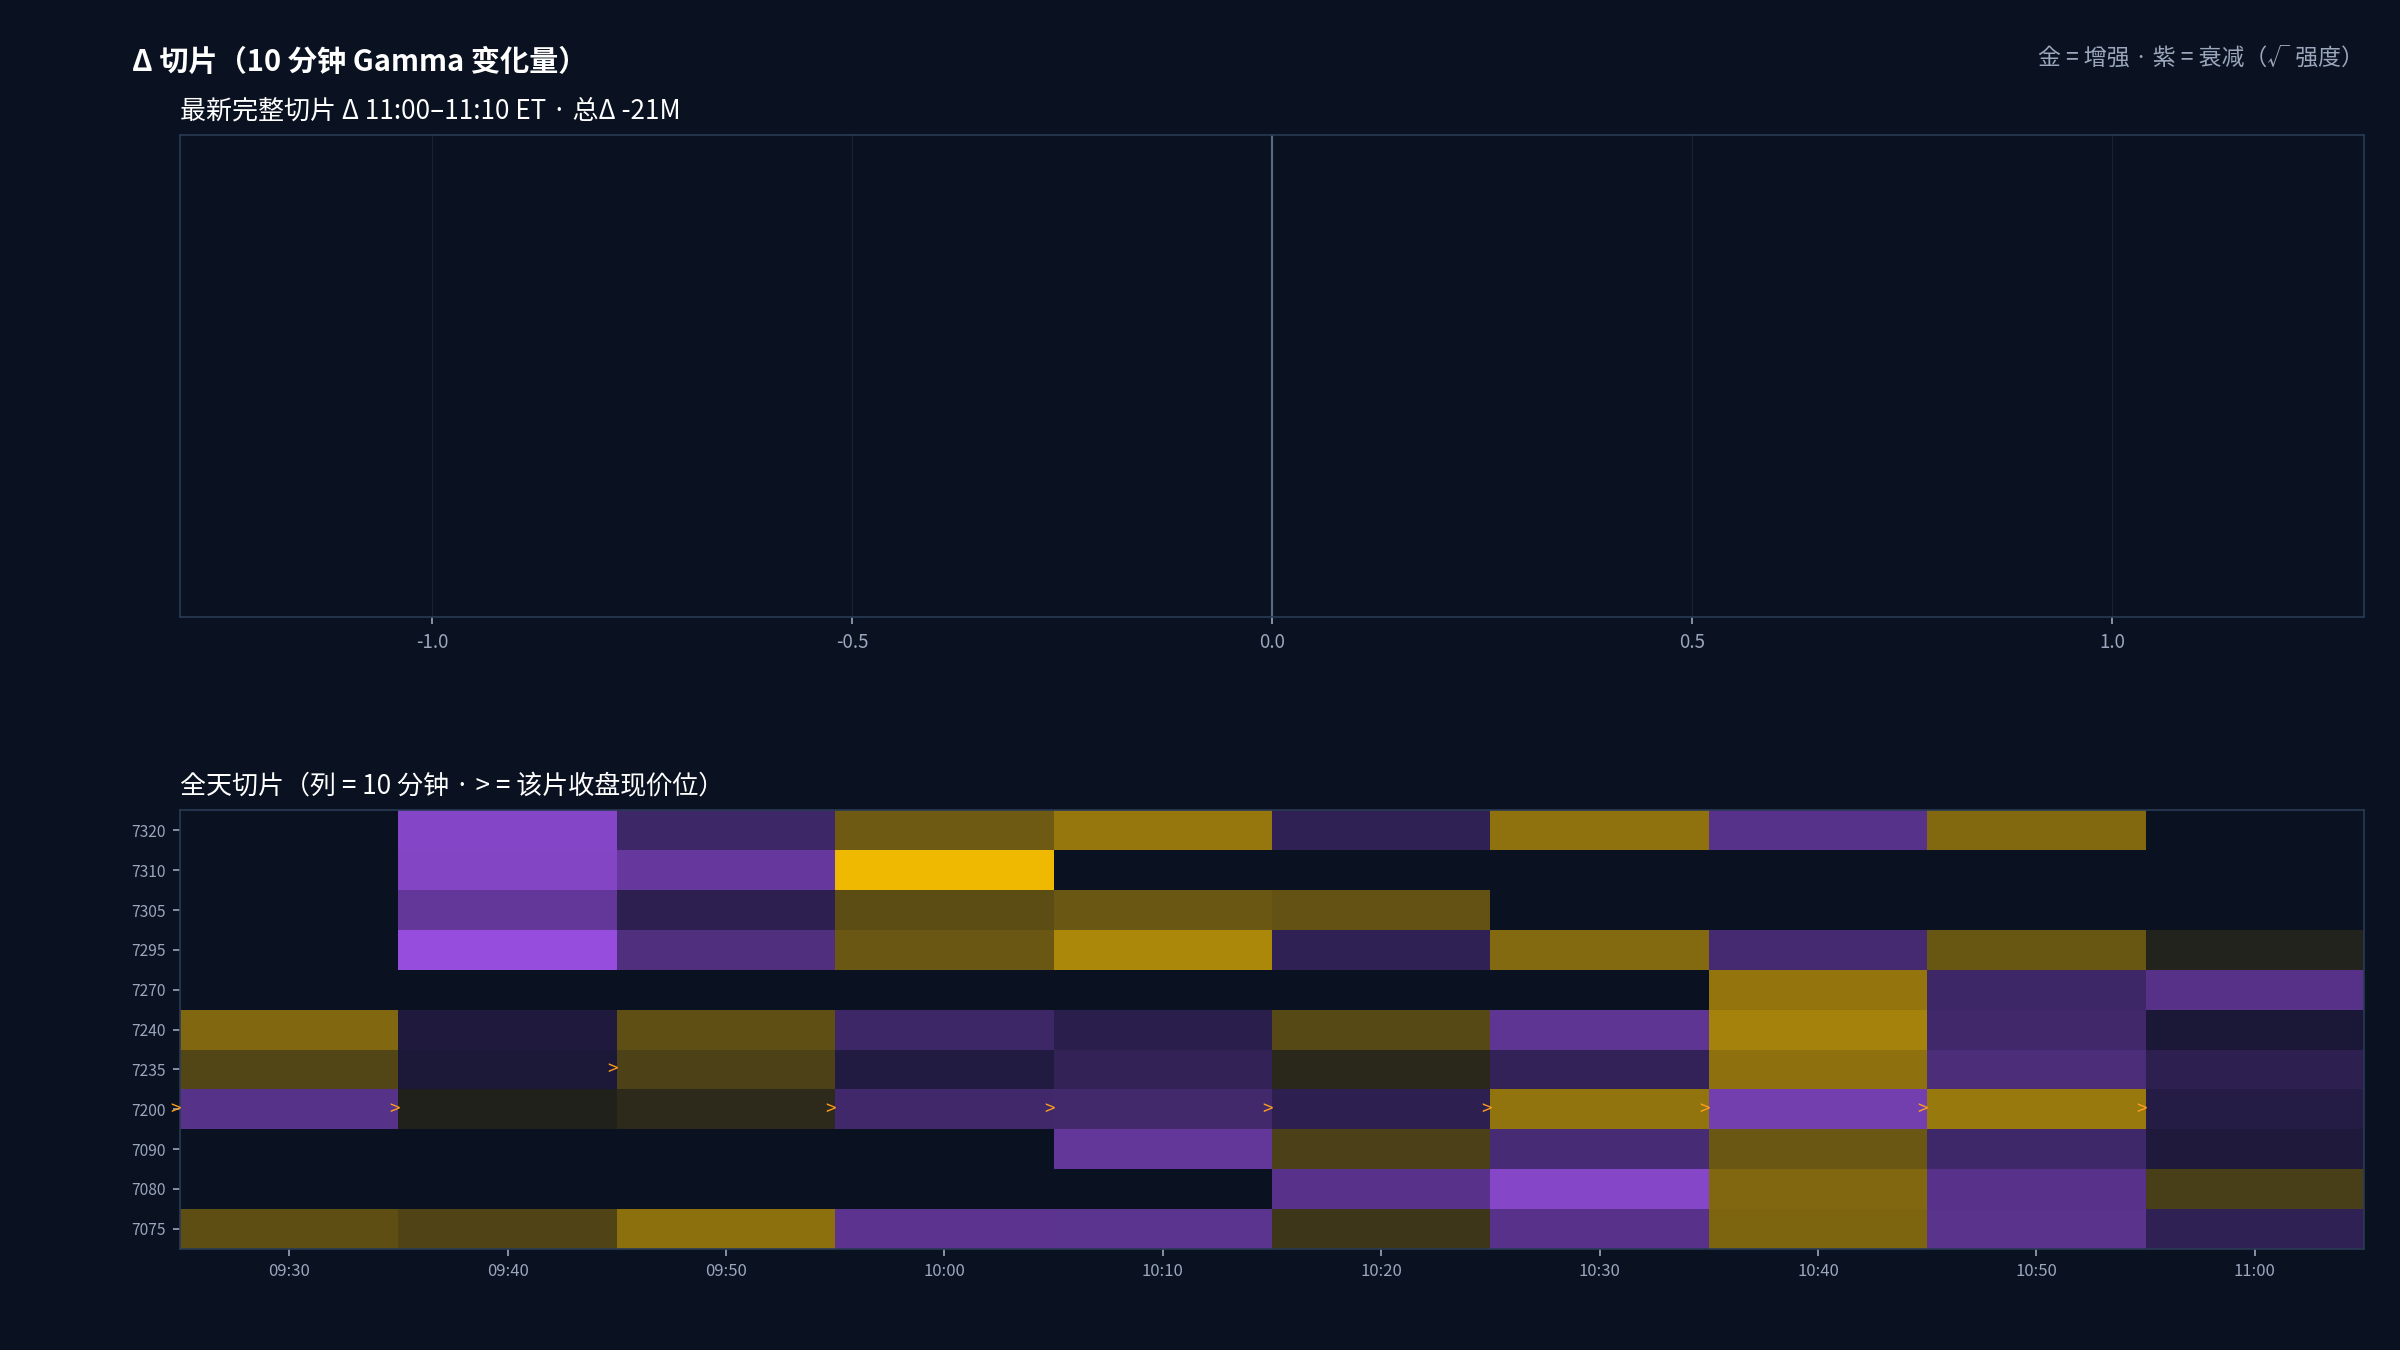 Δ 切片（10 分钟 Gamma 变化量）
金 = 增强 · 紫 = 衰减（√ 强度）
最新完整切片 Δ 11:00–11:10 ET · 总Δ -21M
-1.0 -0.5 0.0 0.5 1.0
全天切片（列 = 10 分钟 · > = 该片收盘现价位）
7320
7310
7305
7295
7270
7240
7235
>
7200
> > > > > > > > >
7090
7080
7075
09:30 09:40 09:50 10:00 10:10 10:20 10:30 10:40 10:50 11:00